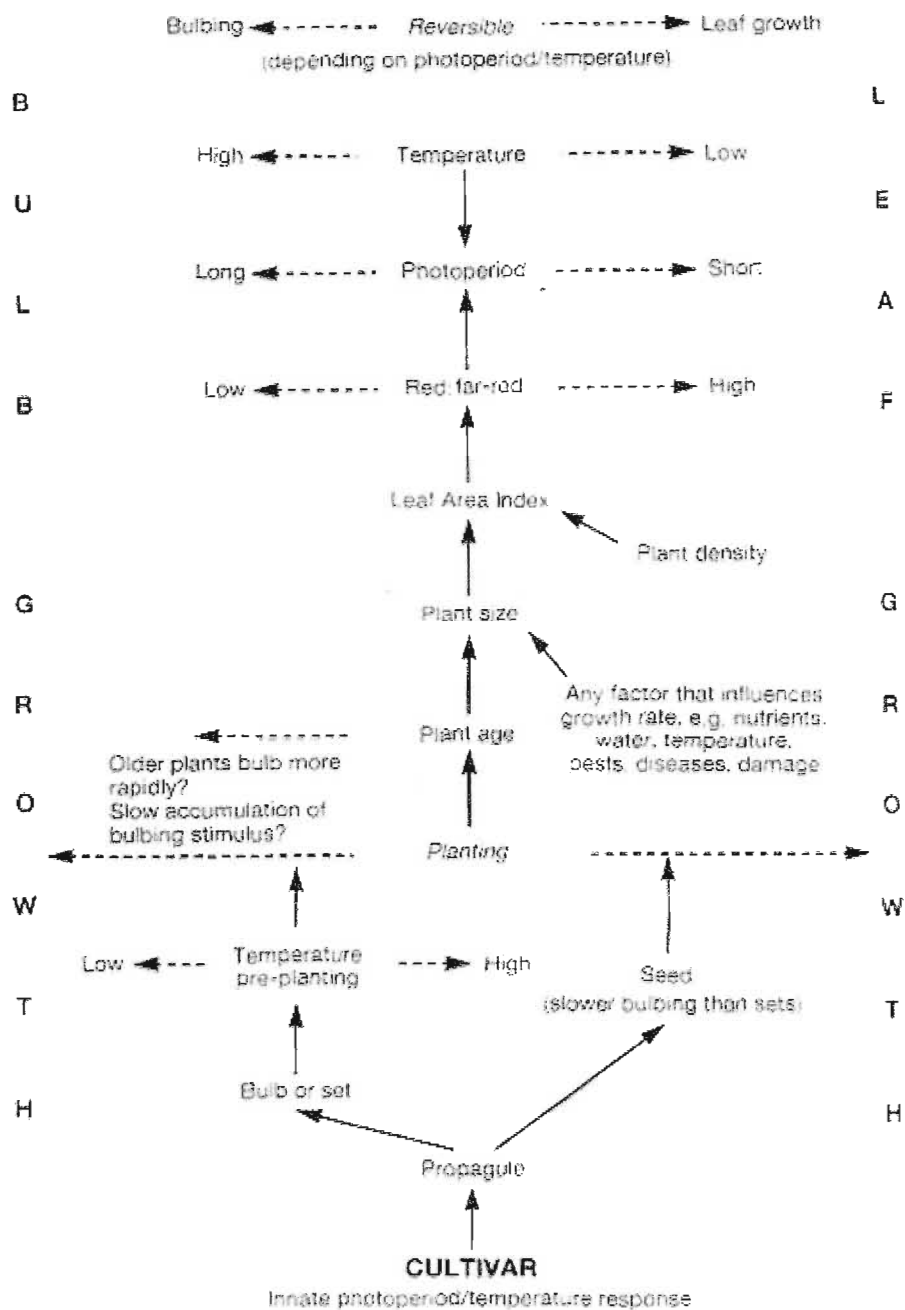 Bulbing Reversible Leaf growth
(depending on photoperiod/temperature)
B L
High Temperature Low
U E
Long Photoperiod Short
L A
Low Red: far-red High
B F
Leaf Area Index
Plant density
G G
Plant size
R R
Any factor that influences
growth rate, e.g. nutrients,
water, temperature,
pests, diseases, damage
Plant age
Older plants bulb more
rapidly?
Slow accumulation of
bulbing stimulus?
O O
Planting
W W
Low Temperature High
pre-planting
Seed
(slower bulbing than sets)
T T
Bulb or set
H H
Propagule
CULTIVAR
Innate photoperiod/temperature response